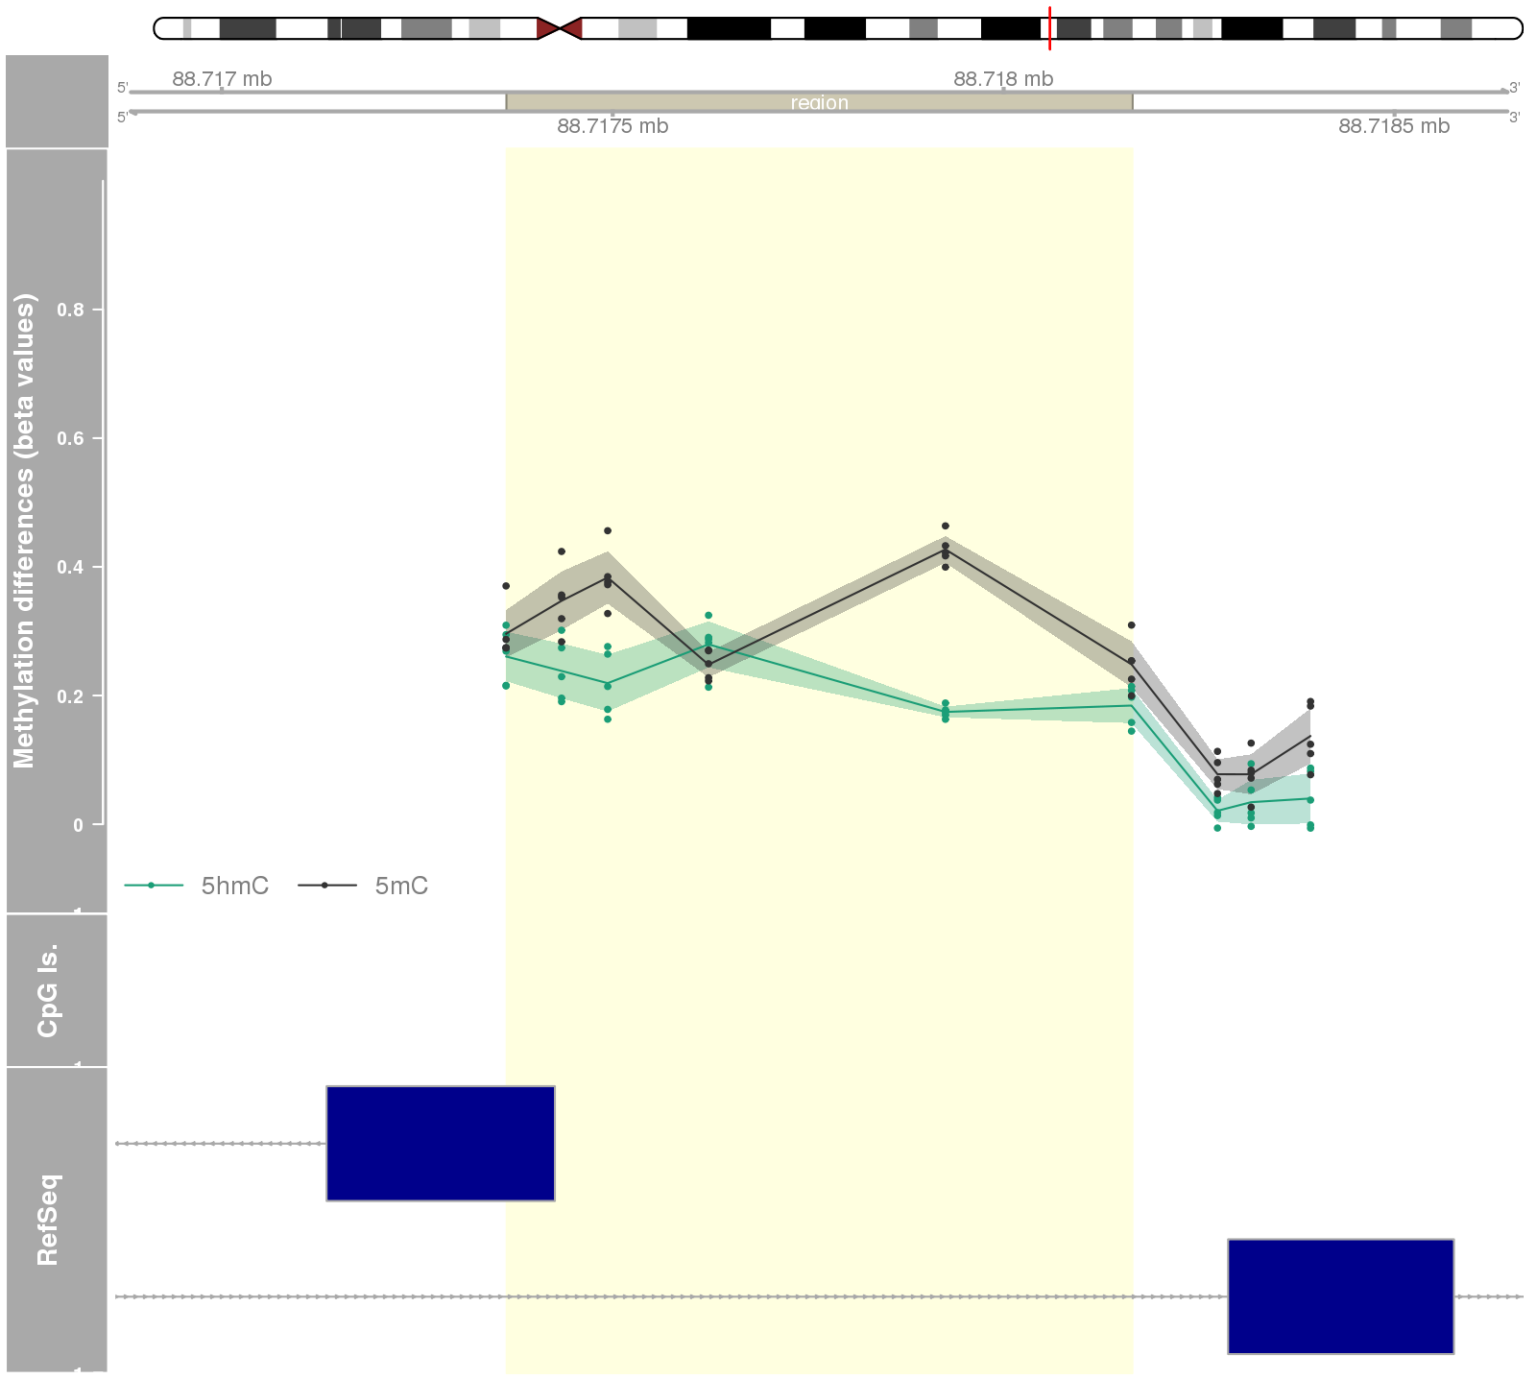 88.717 mb
88.718 mb
5'
3'
region
5'
3'
88.7175 mb
88.7185 mb
Methylation differences (beta values)
0.8
0.6
0.4
0.2
0
5hmC
5mC
CpG Is.
RefSeq